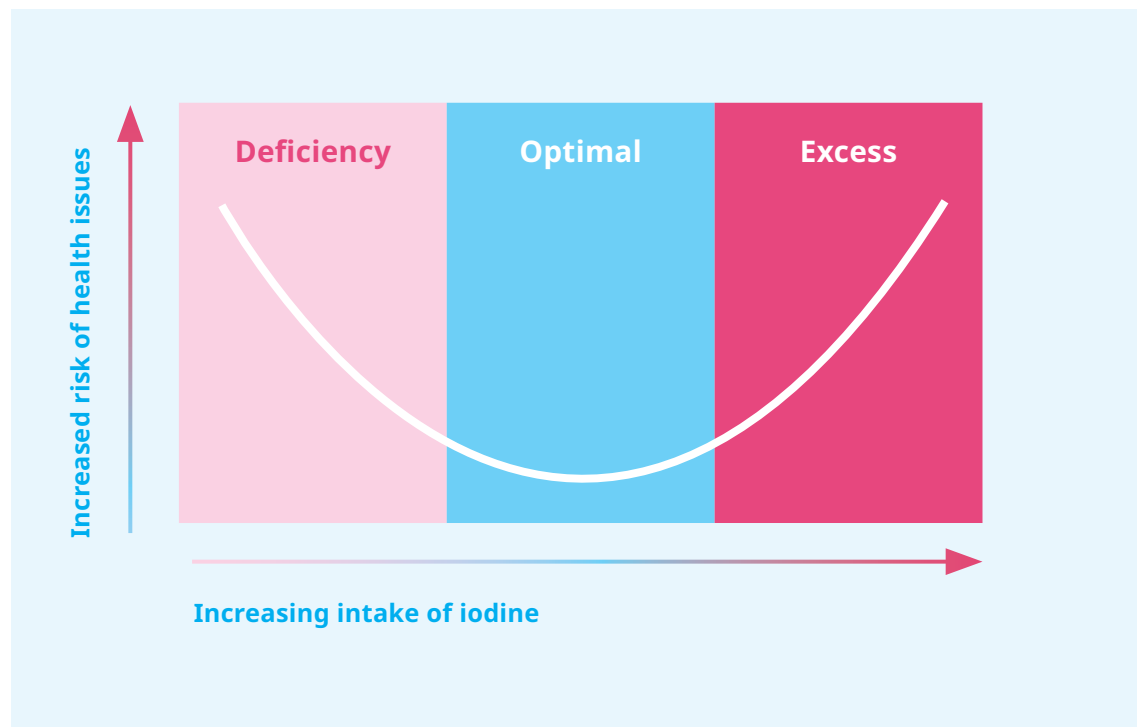 Deficiency
Optimal
Excess
Increased risk of health issues
Increasing intake of iodine